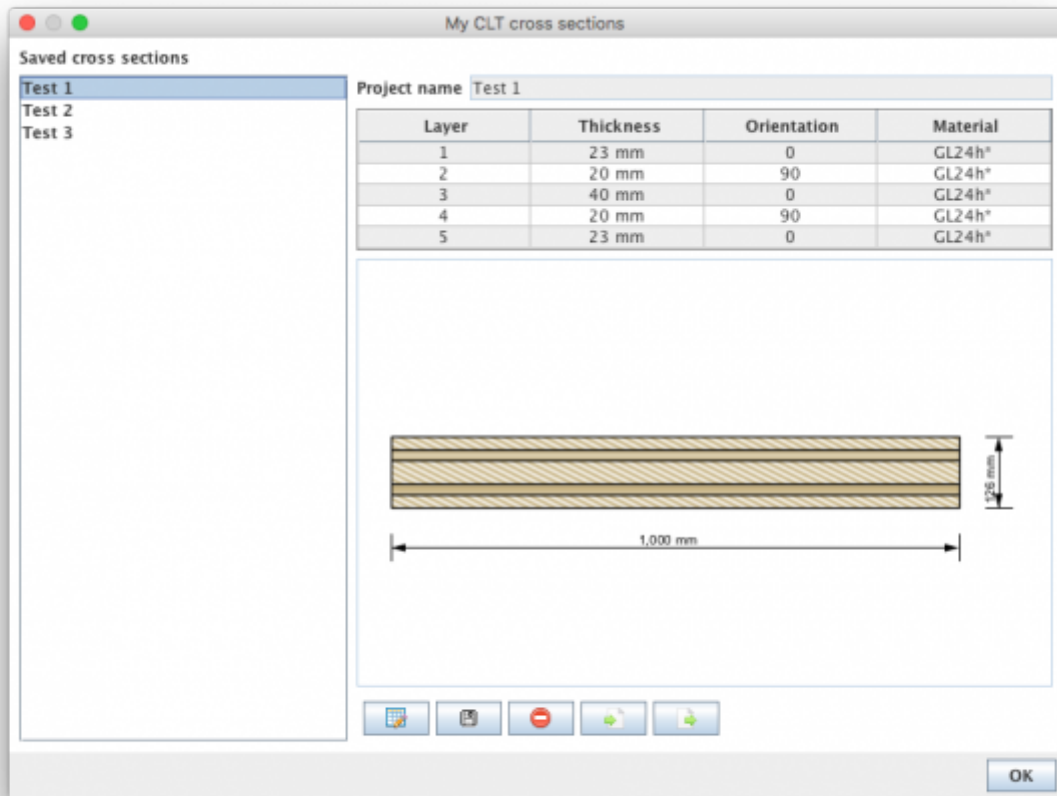 My CLT cross sections
Saved cross sections
Test 1
Test 2
Test 3
Project name Test 1
Layer Thickness Orientation Material
1 23 mm 0 GL24h*
2 20 mm 90 GL24h*
3 40 mm 0 GL24h*
4 20 mm 90 GL24h*
5 23 mm 0 GL24h*
126 mm
1,000 mm
OK